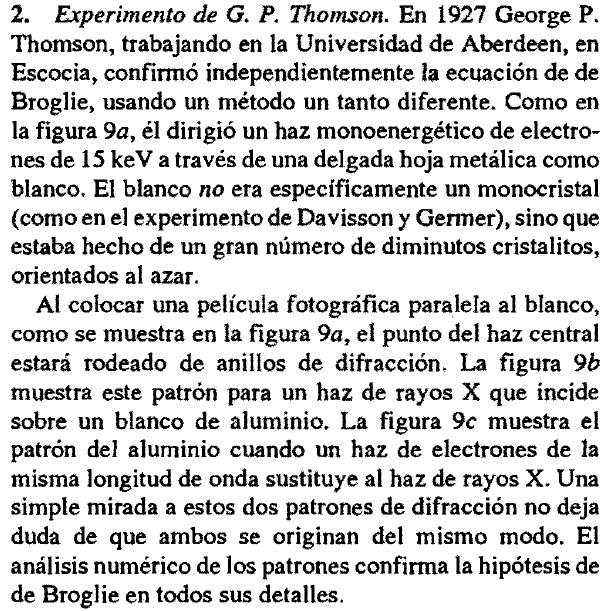 2. Experimento de G. P. Thomson. En 1927 George P.
Thomson, trabajando en la Universidad de Aberdeen, en
Escocia, confirmó independientemente la ecuación de de
Broglie, usando un método un tanto diferente. Como en
la figura 9a, él dirigió un haz monoenergético de electro-
nes de 15 keV a través de una delgada hoja metálica como
blanco. El blanco no era específicamente un monocristal
(como en el experimento de Davisson y Germer), sino que
estaba hecho de un gran número de diminutos cristalitos,
orientados al azar.
Al colocar una película fotográfica paralela al blanco,
como se muestra en la figura 9a, el punto del haz central
estará rodeado de anillos de difracción. La figura 9b
muestra este patrón para un haz de rayos X que incide
sobre un blanco de aluminio. La figura 9c muestra el
patrón del aluminio cuando un haz de electrones de la
misma longitud de onda sustituye al haz de rayos X. Una
simple mirada a estos dos patrones de difracción no deja
duda de que ambos se originan del mismo modo. El
análisis numérico de los patrones confirma la hipótesis de
de Broglie en todos sus detalles.